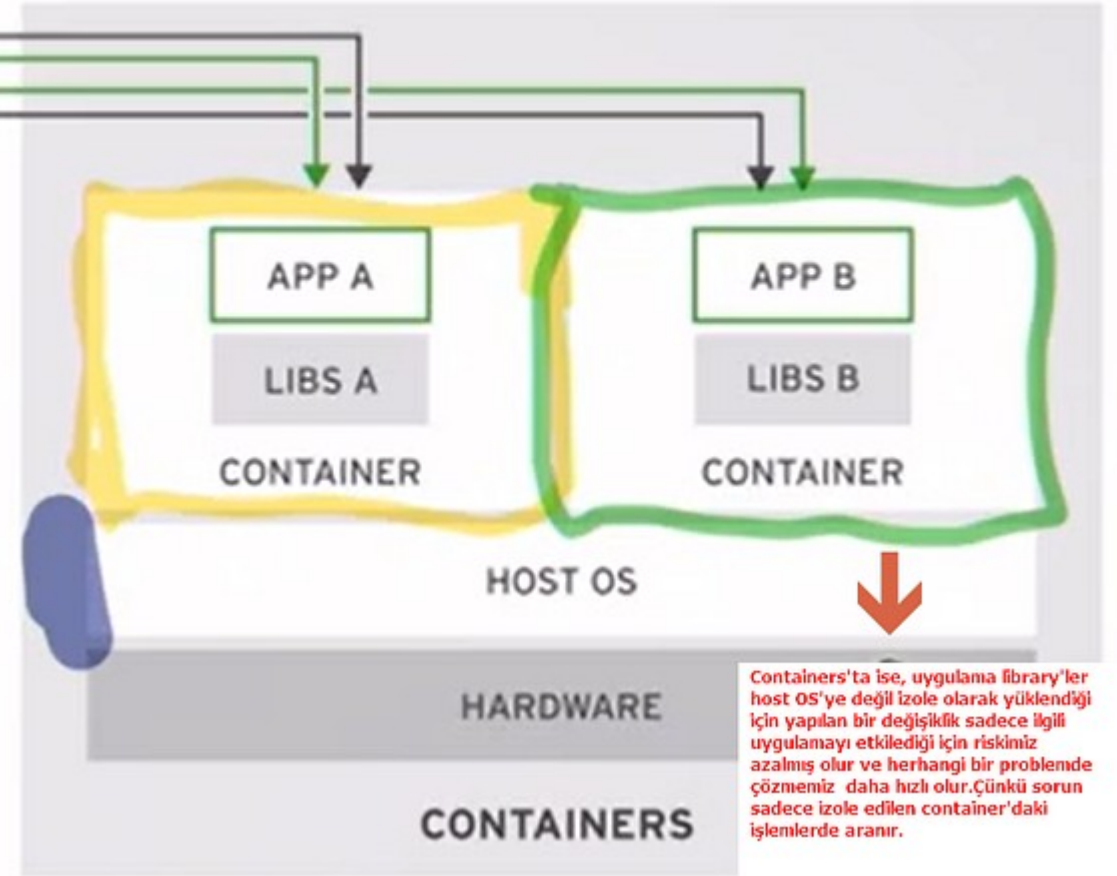 APP A
APP B
LIBS A
LIBS B
CONTAINER
CONTAINER
HOST OS
HARDWARE
CONTAINERS
Containers'ta ise, uygulama library'ler
host OS'ye değil izole olarak yüklendiği
için yapılan bir değişiklik sadece ilgili
uygulamayı etkilediği için riskimiz
azalmış olur ve herhangi bir problemde
çözmemiz daha hızlı olur.Çünkü sorun
sadece izole edilen container'daki
işlemlerde aranır.